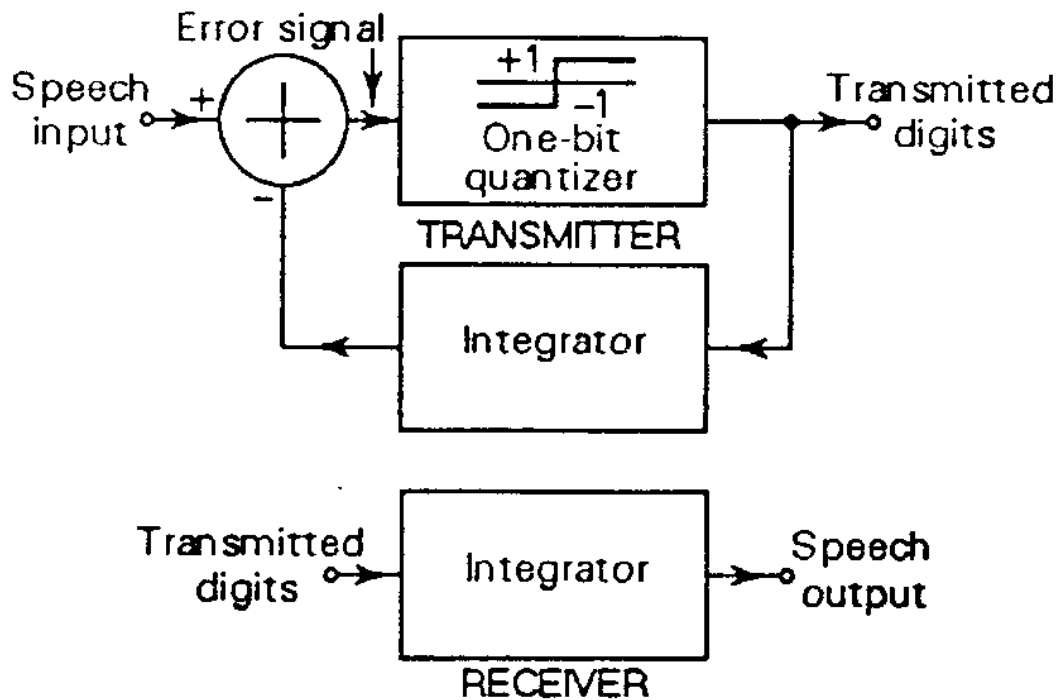 Error signal
Speech
input
+
+1
-1
One-bit
quantizer
Transmitted
digits
-
TRANSMITTER
Integrator
Transmitted
digits
Integrator
Speech
output
RECEIVER